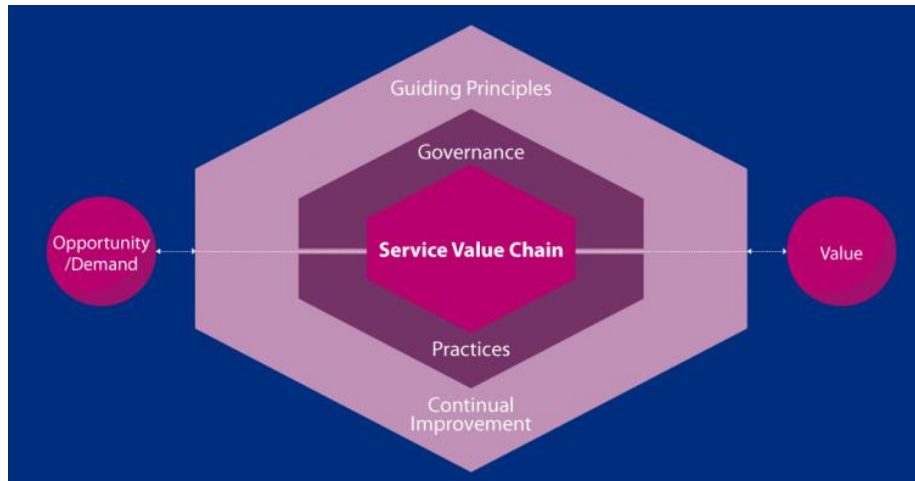 Guiding Principles
Governance
Opportunity
/Demand
Service Value Chain
Value
Practices
Continual
Improvement